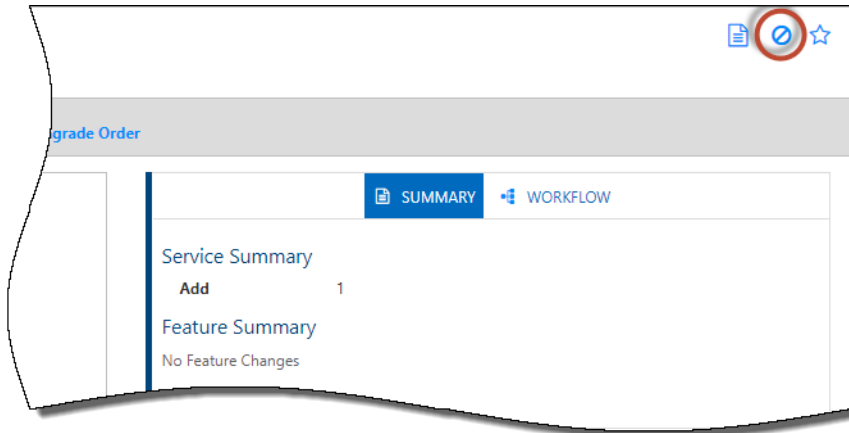 grade Order
SUMMARY WORKFLOW
Service Summary
Add 1
Feature Summary
No Feature Changes